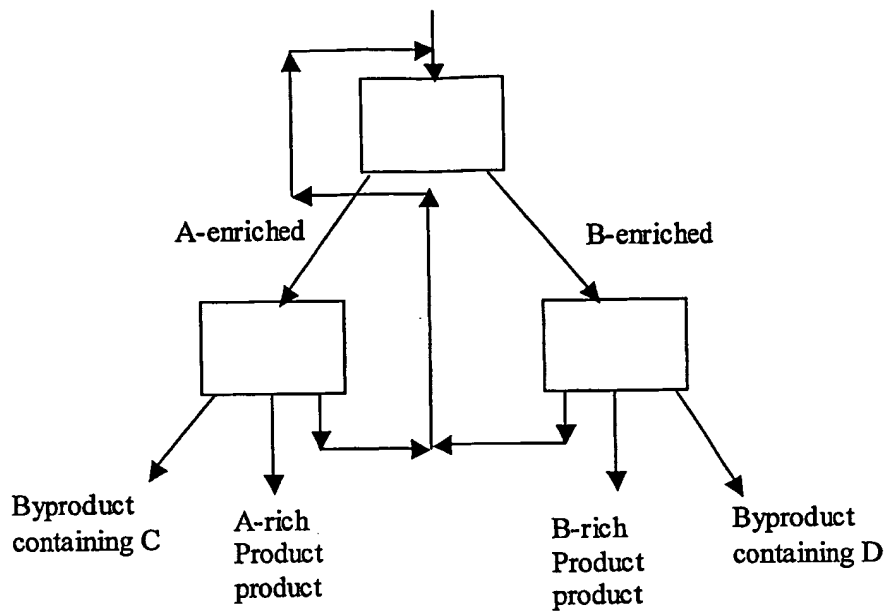 A-enriched
B-enriched
Byproduct
containing C
A-rich
Product
product
B-rich
Product
product
Byproduct
containing D